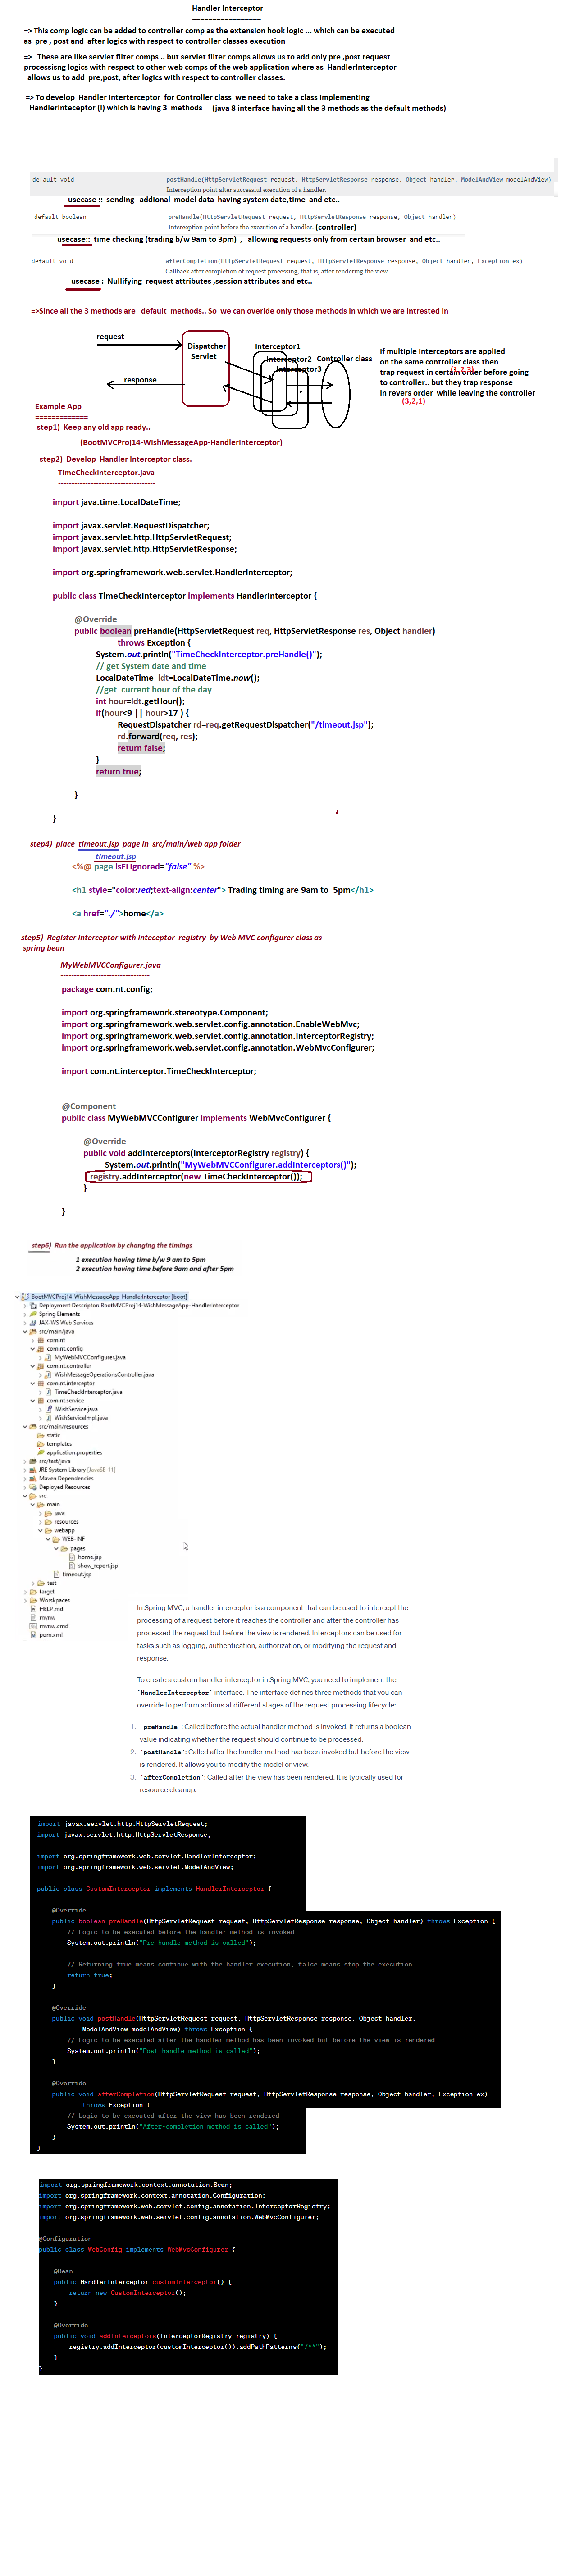 Handler Interceptor
=================
=> This comp logic can be added to controller comp as the extension hook logic ... which can be executed
as pre , post and after logics with respect to controller classes execution
=> These are like servlet filter comps .. but servlet filter comps allows us to add only pre ,post request
processing logics with respect to other web comps of the web application where as HandlerInterceptor
allows us to add pre,post, after logics with respect to controller classes.
=> To develop Handler Interterceptor for Controller class we need to take a class implementing
HandlerInteceptor (I) which is having 3 methods (java 8 interface having all the 3 methods as the default methods)
default void postHandle(HttpServletRequest request, HttpServletResponse response, Object handler, ModelAndView modelAndView)
Interception point after successful execution of a handler.
usecase :: sending addional model data having system date,time and etc..
default boolean preHandle(HttpServletRequest request, HttpServletResponse response, Object handler)
Interception point before the execution of a handler. (controller)
usecase:: time checking (trading b/w 9am to 3pm) , allowing requests only from certain browser and etc..
default void afterCompletion(HttpServletRequest request, HttpServletResponse response, Object handler, Exception ex)
Callback after completion of request processing, that is, after rendering the view.
usecase : Nullifying request attributes ,session attributes and etc..
=>Since all the 3 methods are default methods.. So we can overide only those methods in which we are intrested in
request
Dispatcher
Servlet
response
Interceptor1
Interceptor2
Interceptor3
Controller class
if multiple interceptors are applied
on the same controller class then
trap request in certain order before going
(1,2,3)
to controller.. but they trap response
in revers order while leaving the controller
(3,2,1)
Example App
=============
step1) Keep any old app ready..
(BootMVCProj14-WishMessageApp-HandlerInterceptor)
step2) Develop Handler Interceptor class.
TimeCheckInterceptor.java
------------------------------------
import java.time.LocalDateTime;
import javax.servlet.RequestDispatcher;
import javax.servlet.http.HttpServletRequest;
import javax.servlet.http.HttpServletResponse;
import org.springframework.web.servlet.HandlerInterceptor;
public class TimeCheckInterceptor implements HandlerInterceptor {
@Override
public boolean preHandle(HttpServletRequest req, HttpServletResponse res, Object handler)
throws Exception {
System.out.println("TimeCheckInterceptor.preHandle()");
// get System date and time
LocalDateTime ldt=LocalDateTime.now();
//get current hour of the day
int hour=ldt.getHour();
if(hour<9 || hour>17 ) {
RequestDispatcher rd=req.getRequestDispatcher("/timeout.jsp");
rd.forward(req, res);
return false;
}
return true;
}
}
step4) place timeout.jsp page in src/main/web app folder
timeout.jsp
<%@ page isELIgnored="false" %>
<h1 style="color:red;text-align:center"> Trading timing are 9am to 5pm</h1>
<a href="./">home</a>
step5) Register Interceptor with Inteceptor registry by Web MVC configurer class as
spring bean
MyWebMVCConfigurer.java
---------------------------------
package com.nt.config;
import org.springframework.stereotype.Component;
import org.springframework.web.servlet.config.annotation.EnableWebMvc;
import org.springframework.web.servlet.config.annotation.InterceptorRegistry;
import org.springframework.web.servlet.config.annotation.WebMvcConfigurer;
import com.nt.interceptor.TimeCheckInterceptor;
@Component
public class MyWebMVCConfigurer implements WebMvcConfigurer {
@Override
public void addInterceptors(InterceptorRegistry registry) {
System.out.println("MyWebMVCConfigurer.addInterceptors()");
registry.addInterceptor(new TimeCheckInterceptor());
}
}
step6) Run the application by changing the timings
1 execution having time b/w 9 am to 5pm
2 execution having time before 9am and after 5pm
BootMVCProj14-WishMessageApp-HandlerInterceptor [boot]
Deployment Descriptor: BootMVCProj14-WishMessageApp-HandlerInterceptor
Spring Elements
JAX-WS Web Services
src/main/java
com.nt
com.nt.config
MyWebMVCConfigurer.java
com.nt.controller
WishMessageOperationsController.java
com.nt.interceptor
TimeCheckInterceptor.java
com.nt.service
IWishService.java
WishServiceImpl.java
src/main/resources
static
templates
application.properties
src/test/java
JRE System Library [JavaSE-11]
Maven Dependencies
Deployed Resources
src
main
java
resources
webapp
WEB-INF
pages
home.jsp
show_report.jsp
timeout.jsp
test
target
Worskpaces
HELP.md
mvnw
mvnw.cmd
pom.xml
In Spring MVC, a handler interceptor is a component that can be used to intercept the
processing of a request before it reaches the controller and after the controller has
processed the request but before the view is rendered. Interceptors can be used for
tasks such as logging, authentication, authorization, or modifying the request and
response.
To create a custom handler interceptor in Spring MVC, you need to implement the
`HandlerInterceptor` interface. The interface defines three methods that you can
override to perform actions at different stages of the request processing lifecycle:
1. `preHandle`: Called before the actual handler method is invoked. It returns a boolean
value indicating whether the request should continue to be processed.
2. `postHandle`: Called after the handler method has been invoked but before the view
is rendered. It allows you to modify the model or view.
3. `afterCompletion`: Called after the view has been rendered. It is typically used for
resource cleanup.
import javax.servlet.http.HttpServletRequest;
import javax.servlet.http.HttpServletResponse;
import org.springframework.web.servlet.HandlerInterceptor;
import org.springframework.web.servlet.ModelAndView;
public class CustomInterceptor implements HandlerInterceptor {
@Override
public boolean preHandle(HttpServletRequest request, HttpServletResponse response, Object handler) throws Exception {
// Logic to be executed before the handler method is invoked
System.out.println("Pre-handle method is called");
// Returning true means continue with the handler execution, false means stop the execution
return true;
}
@Override
public void postHandle(HttpServletRequest request, HttpServletResponse response, Object handler,
ModelAndView modelAndView) throws Exception {
// Logic to be executed after the handler method has been invoked but before the view is rendered
System.out.println("Post-handle method is called");
}
@Override
public void afterCompletion(HttpServletRequest request, HttpServletResponse response, Object handler, Exception ex)
throws Exception {
// Logic to be executed after the view has been rendered
System.out.println("After-completion method is called");
}
}
import org.springframework.context.annotation.Bean;
import org.springframework.context.annotation.Configuration;
import org.springframework.web.servlet.config.annotation.InterceptorRegistry;
import org.springframework.web.servlet.config.annotation.WebMvcConfigurer;
@Configuration
public class WebConfig implements WebMvcConfigurer {
@Bean
public HandlerInterceptor customInterceptor() {
return new CustomInterceptor();
}
@Override
public void addInterceptors(InterceptorRegistry registry) {
registry.addInterceptor(customInterceptor()).addPathPatterns("/**");
}
}